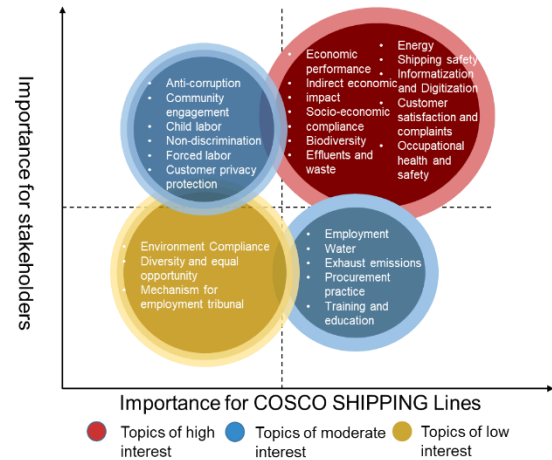 Importance for stakeholders
Anti-corruption
Community
engagement
Child labor
Non-discrimination
Forced labor
Customer privacy
protection
Economic
performance
Indirect economic
impact
Socio-economic
compliance
Biodiversity
Effluents and
waste
Energy
Shipping safety
Informatization
and Digitization
Customer
satisfaction and
complaints
Occupational
health and
safety
Environment Compliance
Diversity and equal
opportunity
Mechanism for
employment tribunal
Employment
Water
Exhaust emissions
Procurement
practice
Training and
education
Importance for COSCO SHIPPING Lines
Topics of high
interest
Topics of moderate
interest
Topics of low
interest